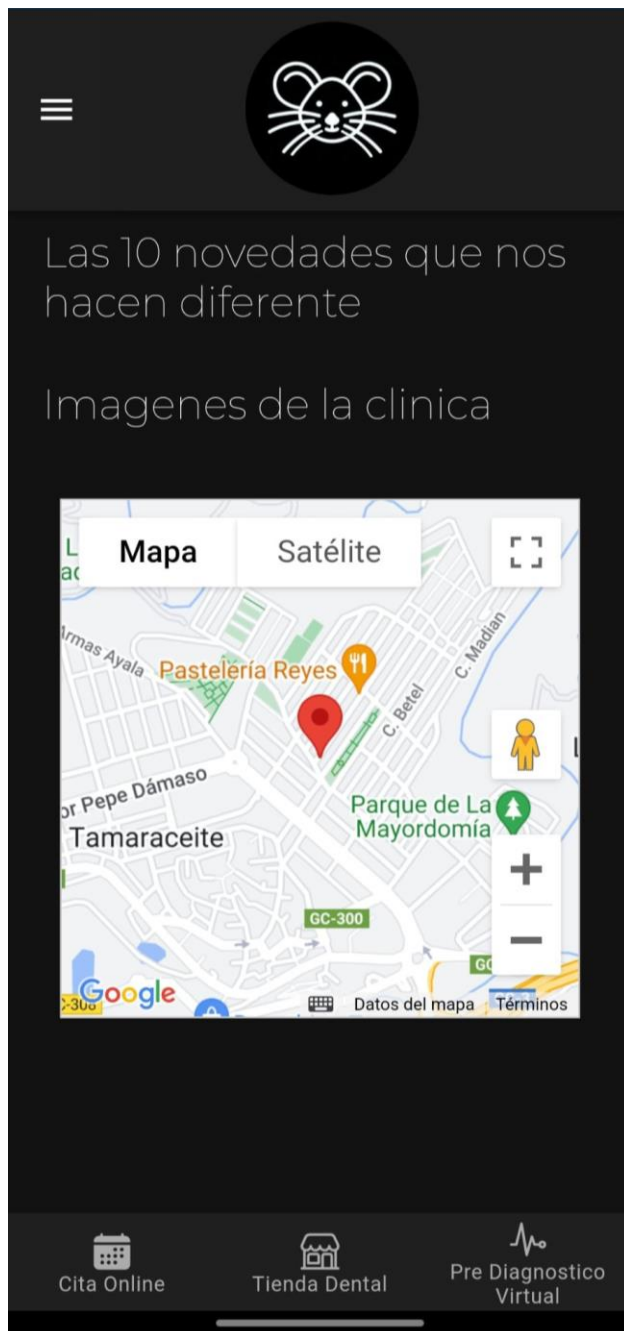 Las 10 novedades que nos
hacen diferente
Imagenes de la clinica
Mapa
Satélite
Armas Ayala
Pastelería Reyes
C. Madian
C. Betel
or Pepe Dámaso
Parque de La
Mayordomía
Tamaraceite
GC-300
Google
Datos del mapa
Términos
Cita Online
Tienda Dental
Pre Diagnostico
Virtual